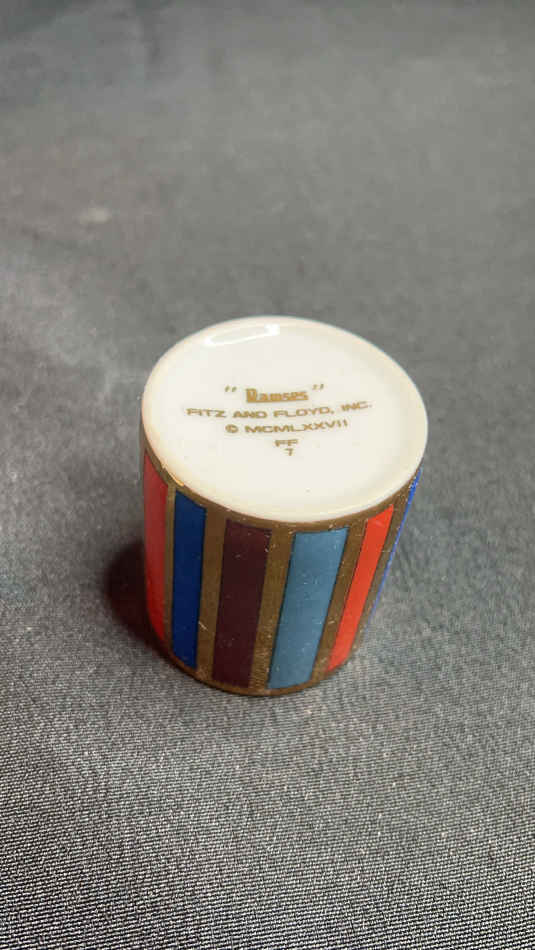 "Ramses"
FITZ AND FLOYD, INC.
© MCMLXXVII
FF
7